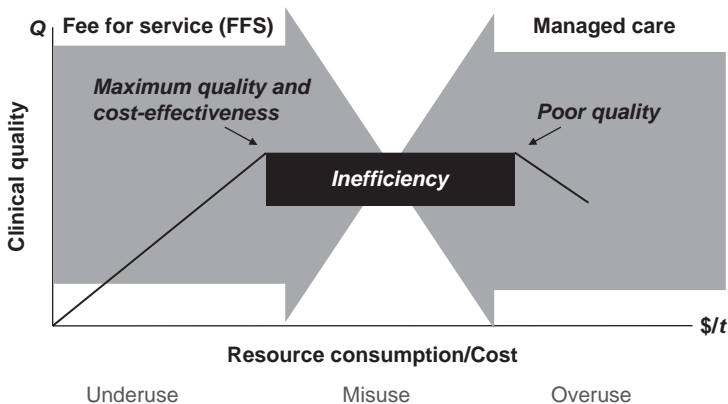 Q
Fee for service (FFS)
Managed care
Maximum quality and
cost-effectiveness
Poor quality
Inefficiency
Clinical quality
$/t
Resource consumption/Cost
Underuse
Misuse
Overuse